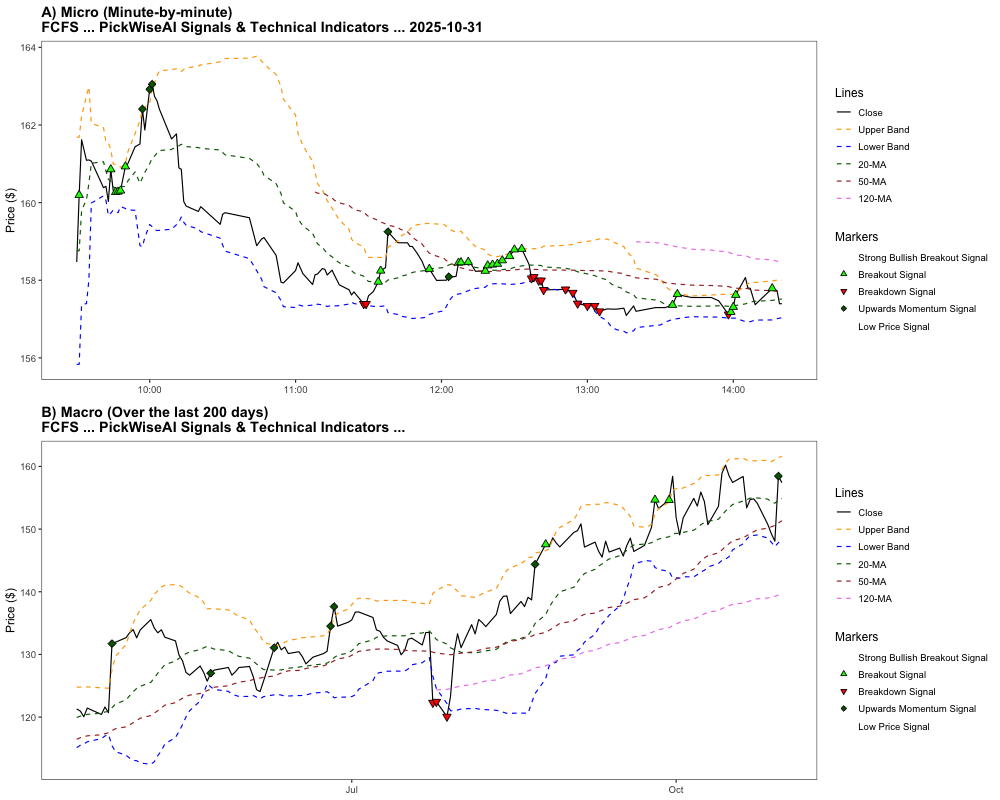 A) Micro (Minute-by-minute)
FCFS ... PickWiseAI Signals & Technical Indicators ... 2025-10-31
Price ($)
164
162
160
158
156
10:00
11:00
12:00
13:00
14:00
Lines
Close
Upper Band
Lower Band
20-MA
50-MA
120-MA
Markers
Strong Bullish Breakout Signal
Breakout Signal
Breakdown Signal
Upwards Momentum Signal
Low Price Signal
B) Macro (Over the last 200 days)
FCFS ... PickWiseAI Signals & Technical Indicators ...
Price ($)
160
150
140
130
120
Jul
Oct
Lines
Close
Upper Band
Lower Band
20-MA
50-MA
120-MA
Markers
Strong Bullish Breakout Signal
Breakout Signal
Breakdown Signal
Upwards Momentum Signal
Low Price Signal